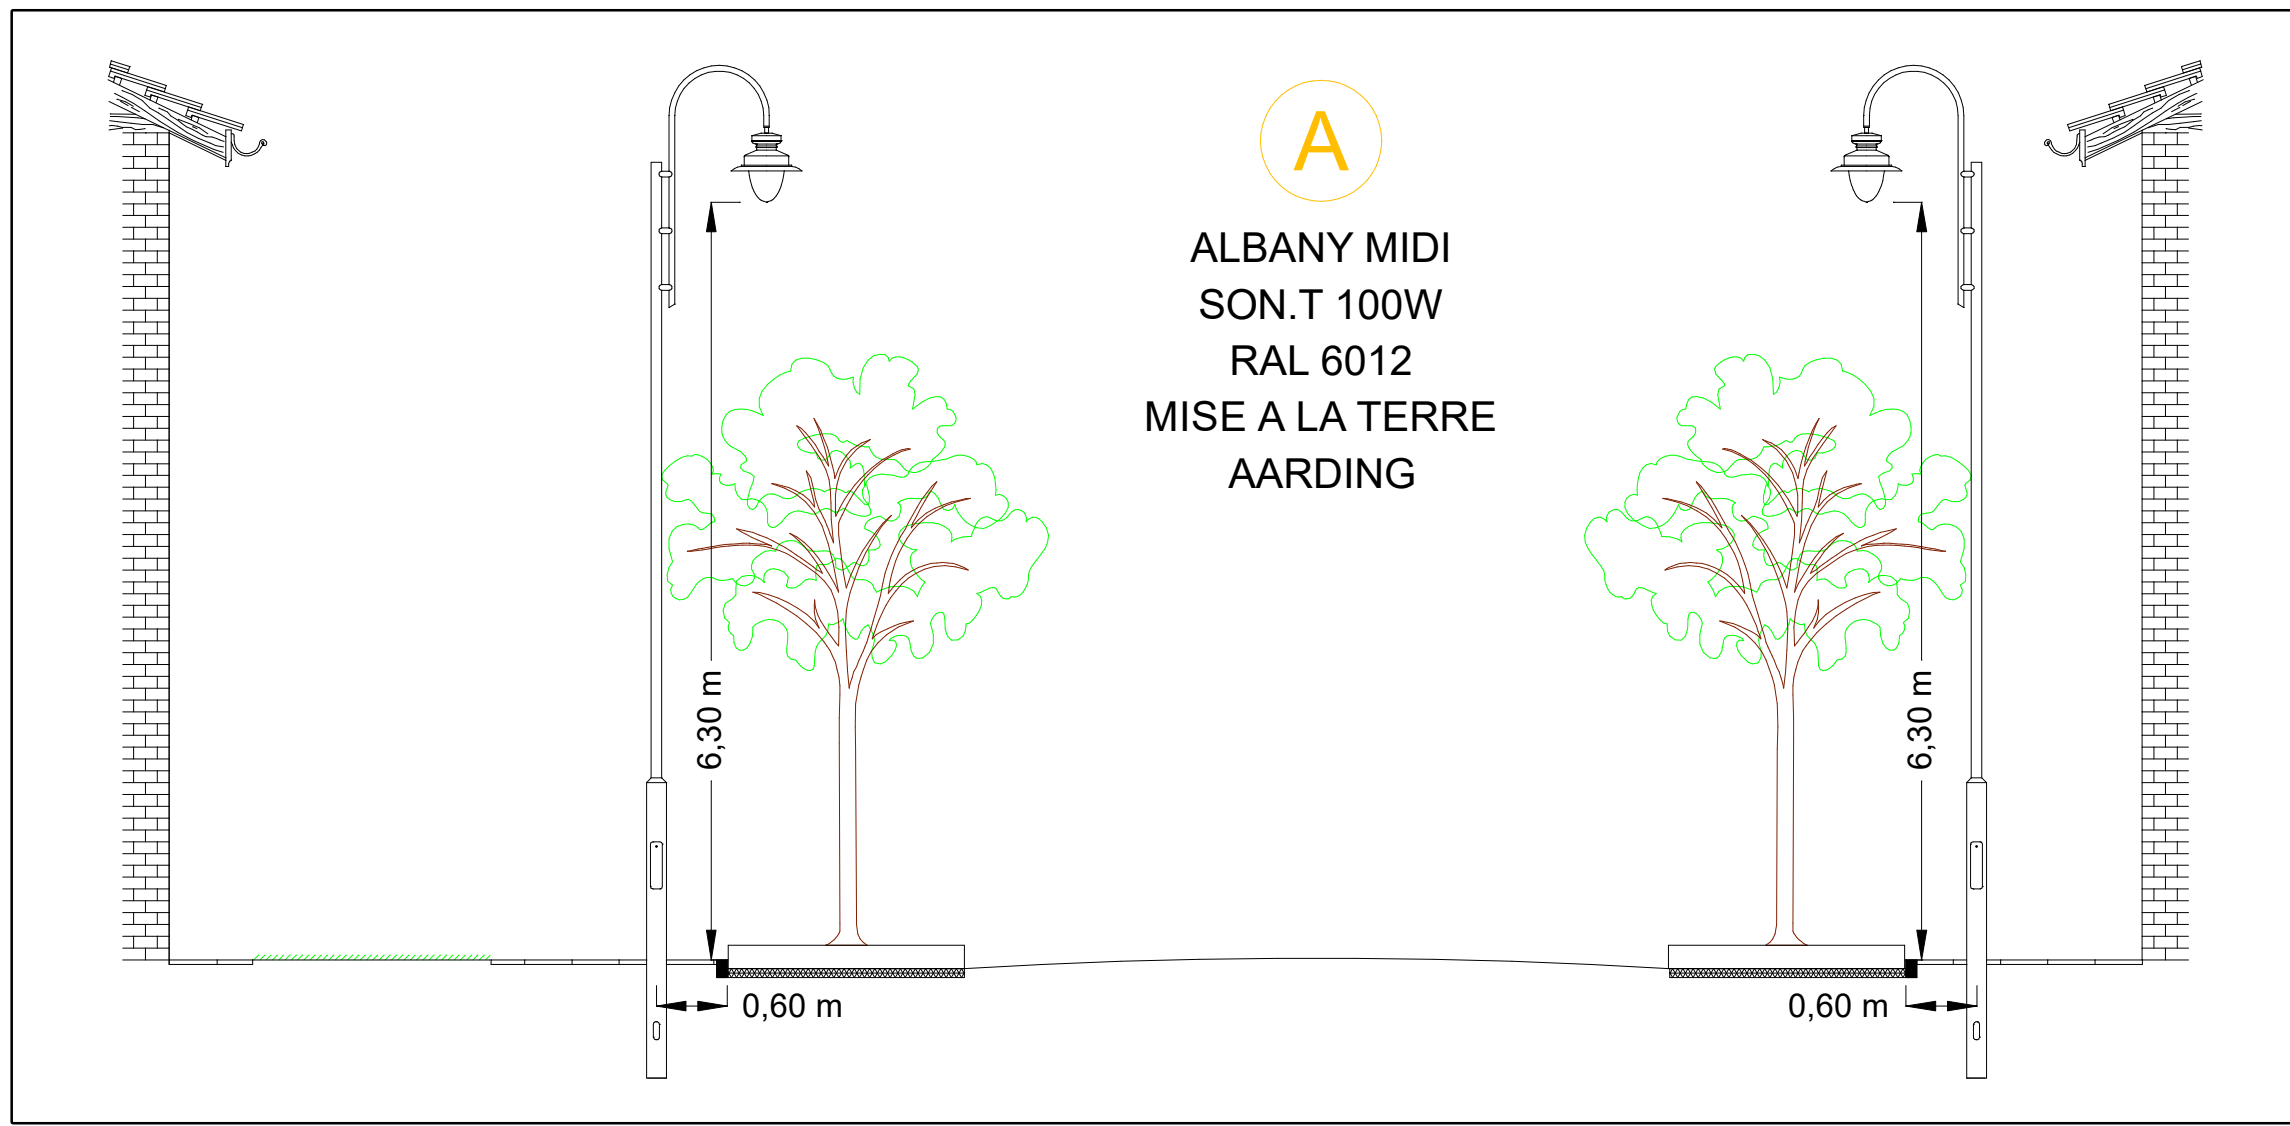 A
ALBANY MIDI
SON.T 100W
RAL 6012
MISE A LA TERRE
AARDING
6,30 m
6,30 m
0,60 m
0,60 m